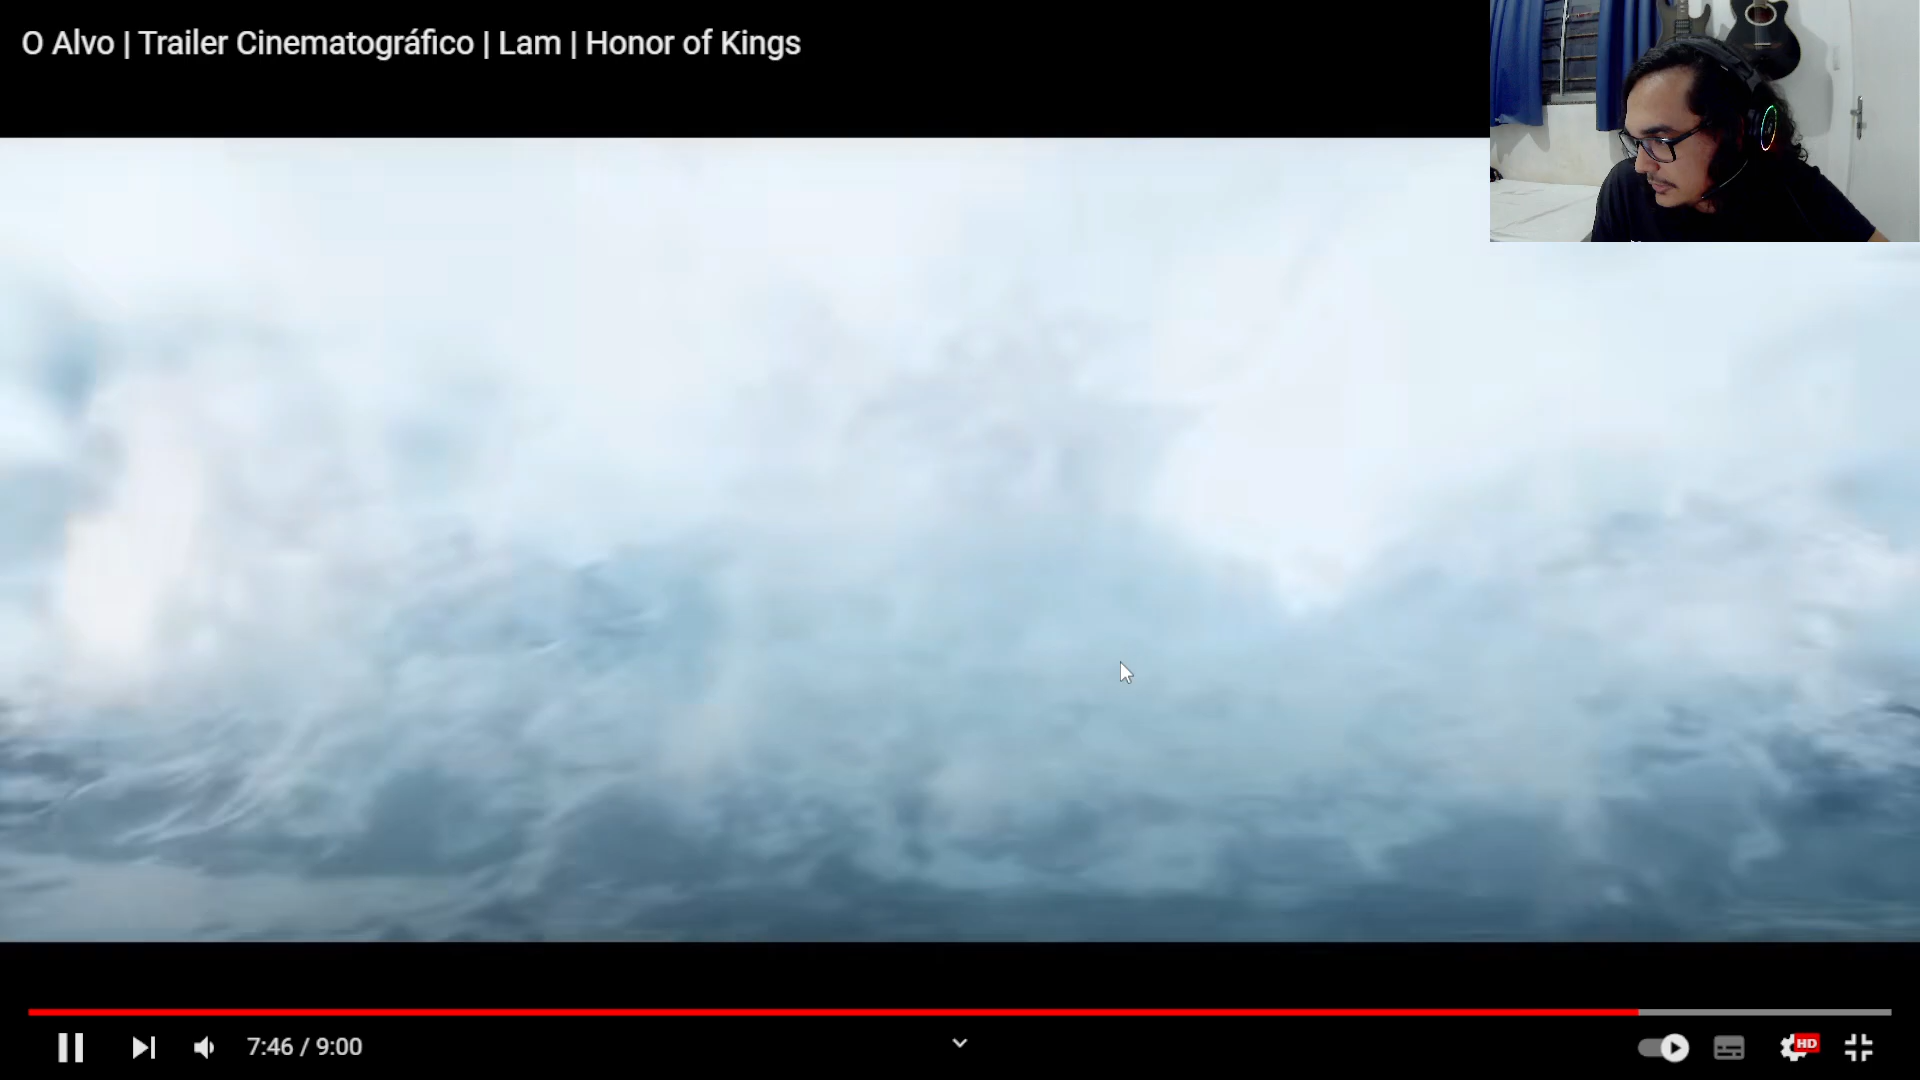 O Alvo | Trailer Cinematográfico | Lam | Honor of Kings
7:46 / 9:00
HD